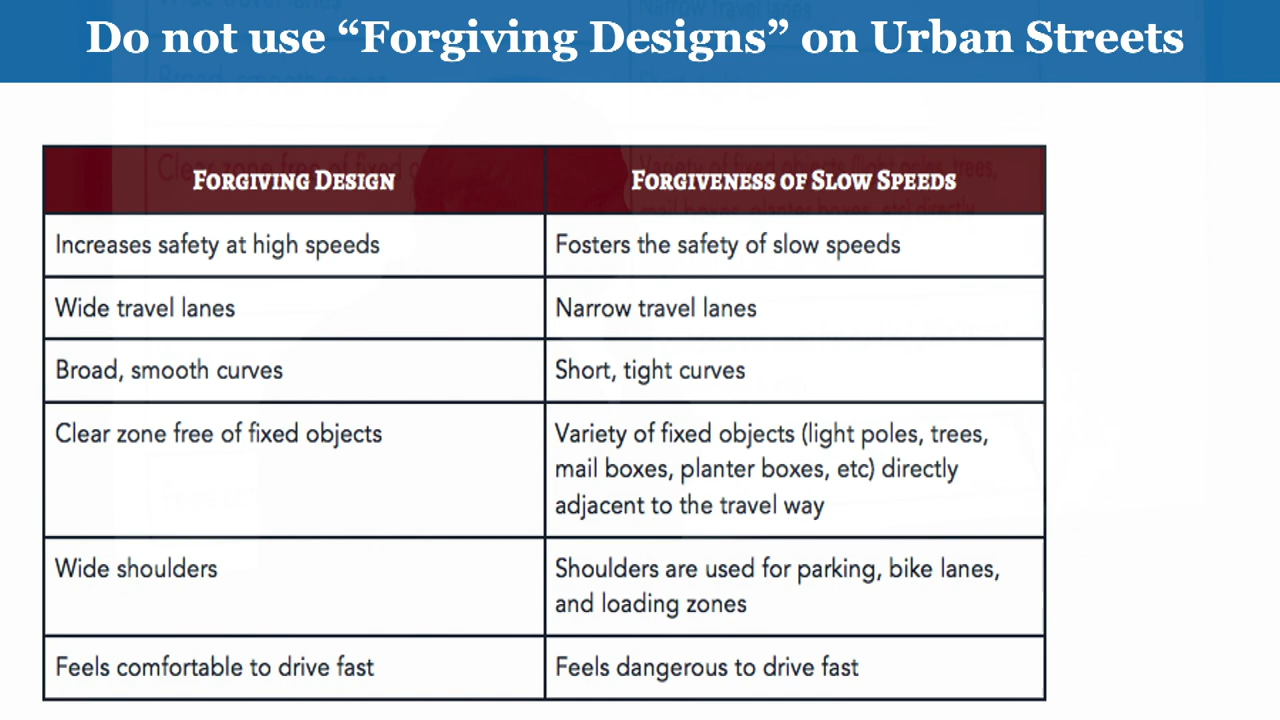 Do not use “Forgiving Designs” on Urban Streets
FORGIVING DESIGN
FORGIVENESS OF SLOW SPEEDS
Increases safety at high speeds
Fosters the safety of slow speeds
Wide travel lanes
Narrow travel lanes
Broad, smooth curves
Short, tight curves
Clear zone free of fixed objects
Variety of fixed objects (light poles, trees,
mail boxes, planter boxes, etc) directly
adjacent to the travel way
Wide shoulders
Shoulders are used for parking, bike lanes,
and loading zones
Feels comfortable to drive fast
Feels dangerous to drive fast